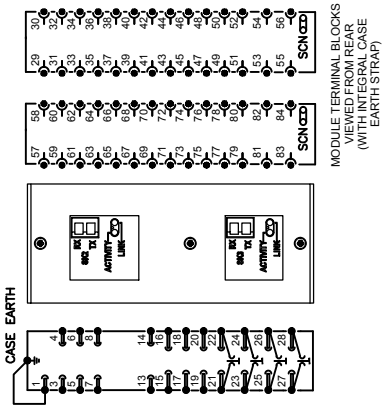 CASE EARTH
1
3 4
5 6
7 8
13 14
15 16
17 18
19 20
21 22
23 24
25 26
27 28
RX
SK2
TX
ACTIVITY
LINK
RX
SK3
TX
ACTIVITY
LINK
57 58
59 60
61 62
63 64
65 66
67 68
69 70
71 72
73 74
75 76
77 78
79 80
81 82
83 84
SCN
29 30
31 32
33 34
35 36
37 38
39 40
41 42
43 44
45 46
47 48
49 50
51 52
53 54
55 56
SCN
MODULE TERMINAL BLOCKS
VIEWED FROM REAR
(WITH INTEGRAL CASE
EARTH STRAP)